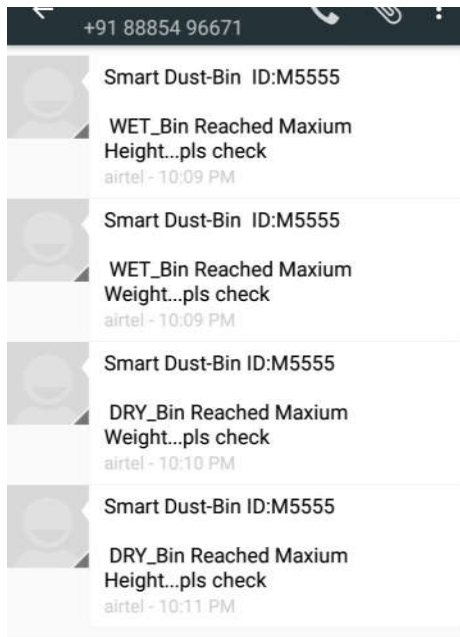 +91 88854 96671
Smart Dust-Bin  ID:M5555
WET_Bin Reached Maxium
Height...pls check
airtel - 10:09 PM
Smart Dust-Bin  ID:M5555
WET_Bin Reached Maxium
Weight...pls check
airtel - 10:09 PM
Smart Dust-Bin ID:M5555
DRY_Bin Reached Maxium
Weight...pls check
airtel - 10:10 PM
Smart Dust-Bin ID:M5555
DRY_Bin Reached Maxium
Height...pls check
airtel - 10:11 PM